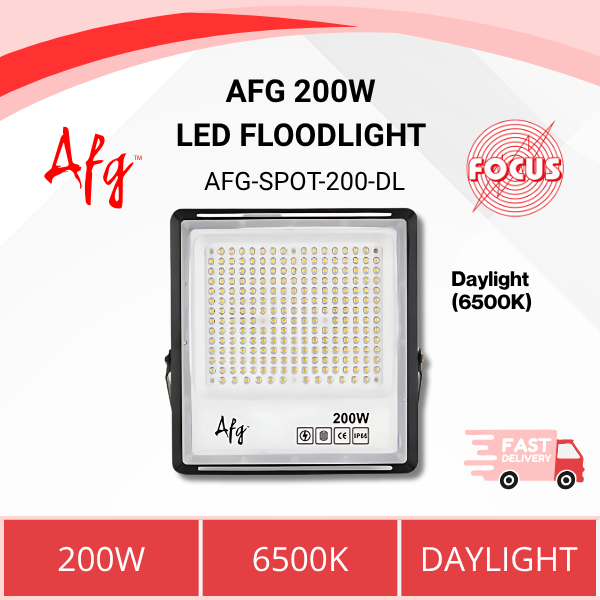 AFG 200W
LED FLOODLIGHT
AFG-SPOT-200-DL
Afg™
FOCUS
Daylight
(6500K)
200W
Afg
CE
IP66
FAST
DELIVERY
200W
6500K
DAYLIGHT